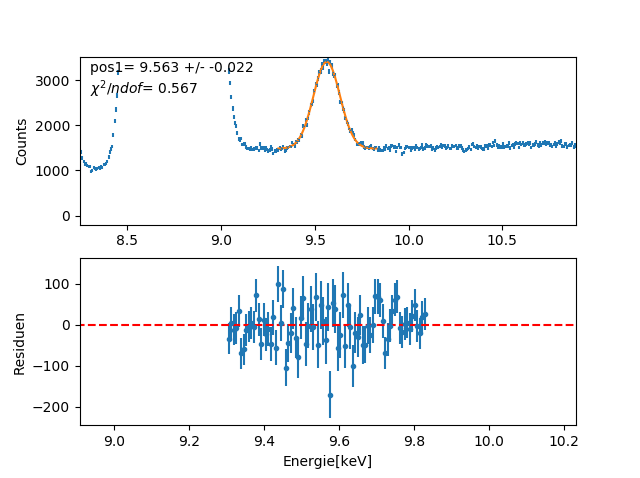 pos1= 9.563 +/- -0.022
χ²/ndof= 0.567
3000
2000
1000
0
Counts
8.5 9.0 9.5 10.0 10.5
100
0
−100
−200
Residuen
9.0 9.2 9.4 9.6 9.8 10.0 10.2
Energie[keV]